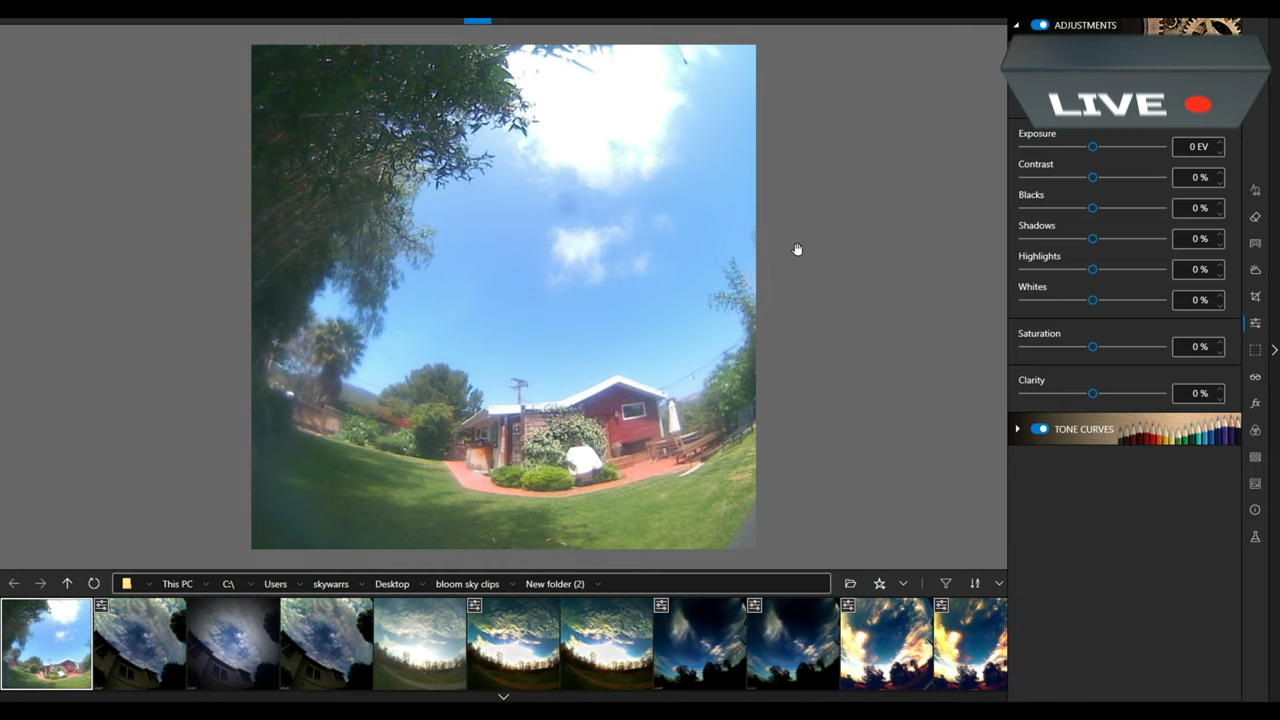 ADJUSTMENTS
LIVE
Exposure
0 EV
Contrast
0 %
Blacks
0 %
Shadows
0 %
Highlights
0 %
Whites
0 %
Saturation
0 %
Clarity
0 %
TONE CURVES
This PC C:\ Users skywarrs Desktop bloom sky clips New folder (2)